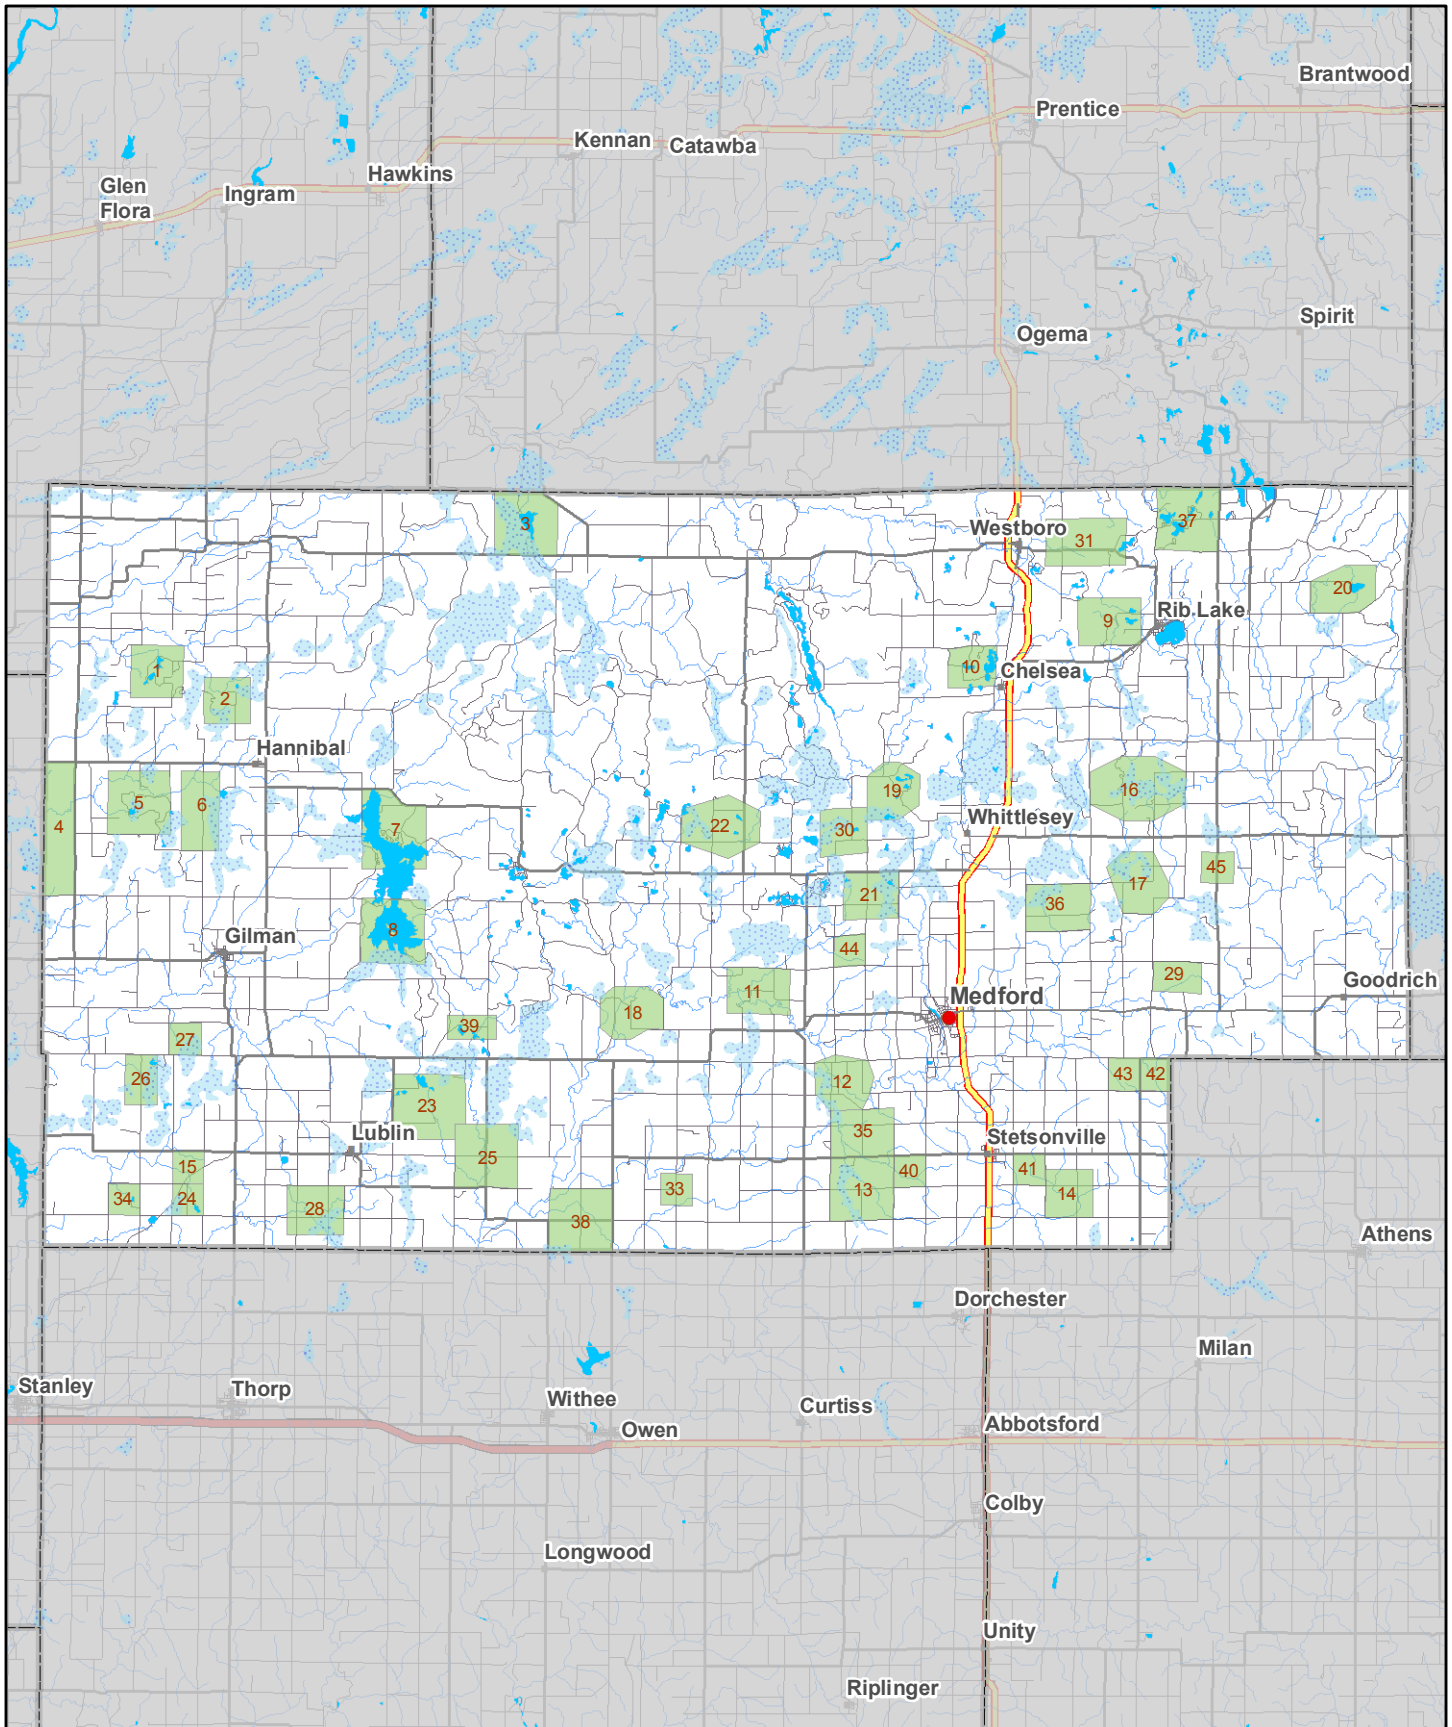 Brantwood
Prentice
Kennan
Catawba
Hawkins
Glen
Flora
Ingram
Spirit
Ogema
3
37
Westboro
31
20
Rib Lake
9
1
10
Chelsea
2
Hannibal
19
16
5
6
4
7
22
30
Whittlesey
45
17
21
36
8
Gilman
44
29
Goodrich
11
Medford
18
39
27
26
12
43
42
23
35
Lublin
Stetsonville
25
15
40
41
34
24
33
13
14
28
38
Athens
Dorchester
Milan
Stanley
Thorp
Withee
Curtiss
Owen
Abbotsford
Colby
Longwood
Unity
Riplinger